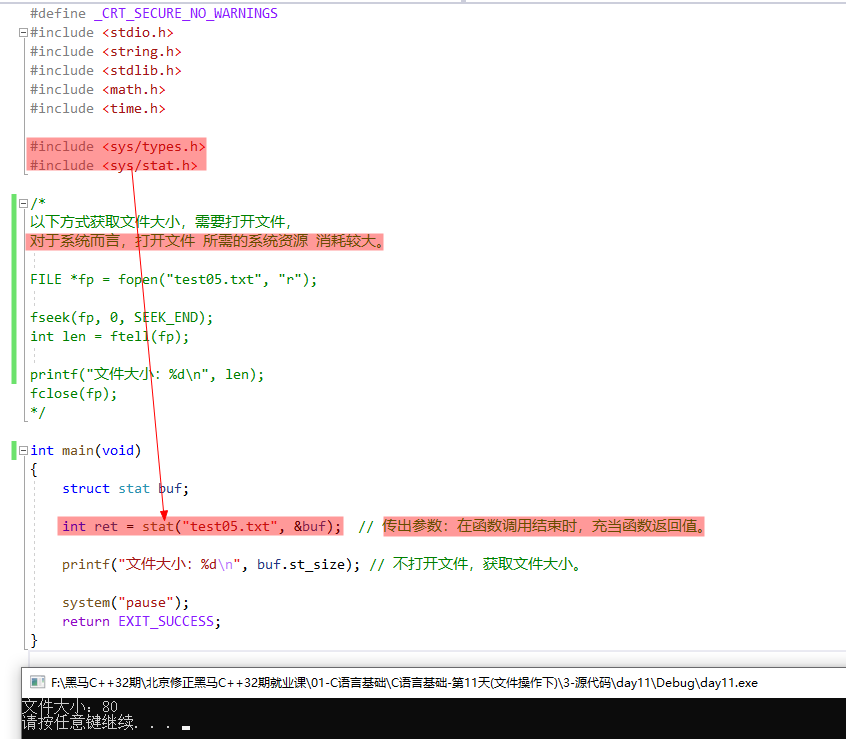 #define _CRT_SECURE_NO_WARNINGS
#include <stdio.h>
#include <string.h>
#include <stdlib.h>
#include <math.h>
#include <time.h>
#include <sys/types.h>
#include <sys/stat.h>
/*
以下方式获取文件大小，需要打开文件，
对于系统而言，打开文件 所需的系统资源 消耗较大。
FILE *fp = fopen("test05.txt", "r");
fseek(fp, 0, SEEK_END);
int len = ftell(fp);
printf("文件大小：%d\n", len);
fclose(fp);
*/
int main(void)
{
struct stat buf;
int ret = stat("test05.txt", &buf);  // 传出参数：在函数调用结束时，充当函数返回值。
printf("文件大小：%d\n", buf.st_size); // 不打开文件，获取文件大小。
system("pause");
return EXIT_SUCCESS;
}
F:\黑马C++32期\北京修正黑马C++32期就业课\01-C语言基础\C语言基础-第11天(文件操作下)\3-源代码\day11\Debug\day11.exe
文件大小：80
请按任意键继续. . .